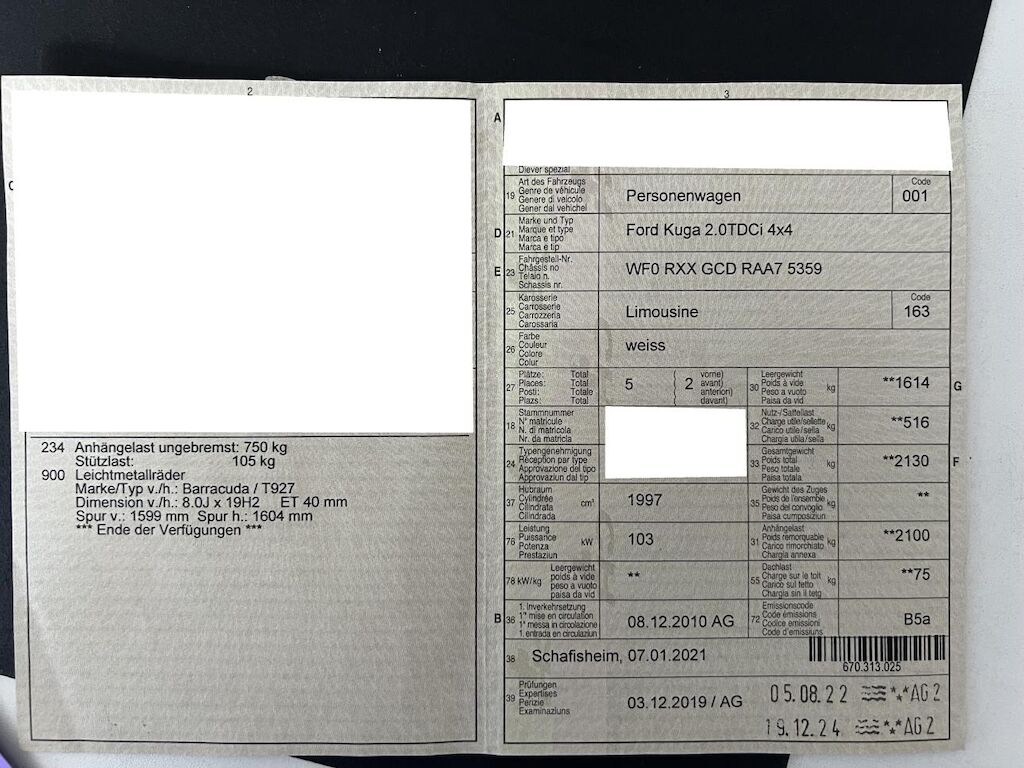 2
C
234 Anhängelast ungebremst: 750 kg
Stützlast: 105 kg
900 Leichtmetallräder
Marke/Typ v./h.: Barracuda / T927
Dimension v./h.: 8.0J x 19H2 ET 40 mm
Spur v.: 1599 mm Spur h.: 1604 mm
*** Ende der Verfügungen ***
3
A
Diever spezial
19 Art des Fahrzeugs
Genre de véhicule
Genere di veicolo
Gener dal vehichel
Personenwagen
Code
001
D 21 Marke und Typ
Marque et type
Marca e tipo
Marca e tip
Ford Kuga 2.0TDCi 4x4
E 23 Fahrgestell-Nr.
Châssis no
Telaio n.
Schassis nr.
WF0 RXX GCD RAA7 5359
25 Karosserie
Carrosserie
Carrozzeria
Carossaria
Limousine
Code
163
26 Farbe
Couleur
Colore
Colur
weiss
27 Plätze: Total
Places: Total
Posti: Totale
Plazs: Total
5 2
vorne)
avant)
anteriori)
davant)
30 Leergewicht
Poids à vide
Peso a vuoto
Paisa da vid
kg
**1614
G
18 Stammnummer
N° matricule
N. di matricola
Nr. da matricla
32 Nutz-/Sattellast
Charge utile/sellette
Carico utile/sella
Chargia utila/sella
kg
**516
24 Typengenehmigung
Réception par type
Approvazione del tipo
Approvaziun dal tip
33 Gesamtgewicht
Poids total
Peso totale
Paisa totala
kg
**2130
F
37 Hubraum
Cylindrée
Cilindrata
Cilindrada
cm³
1997
35 Gewicht des Zuges
Poids de l'ensemble
Peso del convoglio
Paisa cumposiziun
kg
**
76 Leistung
Puissance
Potenza
Prestaziun
kW
103
31 Anhängelast
Poids remorquable
Carico rimorchiato
Chargia annexa
kg
**2100
78 kW/kg Leergewicht
poids à vide
peso a vuoto
paisa da vid
**
55 Dachlast
Charge sur le toit
Carico sul tetto
Chargia sin il tetg
kg
**75
B 36 1. Inverkehrsetzung
1re mise en circulation
1a messa in circolazione
1. entrada en circulaziun
08.12.2010 AG
72 Emissionscode
Code émissions
Codice emissioni
Code d'emissiuns
B5a
38 Schafisheim, 07.01.2021
670.313.025
39 Prüfungen
Expertises
Perizie
Examinaziuns
03.12.2019 / AG
05.08.22 AG 2
19.12.24 AG 2